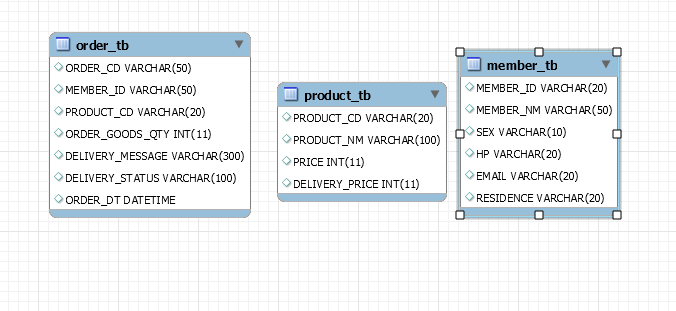 order_tb
ORDER_CD VARCHAR(50)
MEMBER_ID VARCHAR(50)
PRODUCT_CD VARCHAR(20)
ORDER_GOODS_QTY INT(11)
DELIVERY_MESSAGE VARCHAR(300)
DELIVERY_STATUS VARCHAR(100)
ORDER_DT DATETIME
product_tb
PRODUCT_CD VARCHAR(20)
PRODUCT_NM VARCHAR(100)
PRICE INT(11)
DELIVERY_PRICE INT(11)
member_tb
MEMBER_ID VARCHAR(20)
MEMBER_NM VARCHAR(50)
SEX VARCHAR(10)
HP VARCHAR(20)
EMAIL VARCHAR(20)
RESIDENCE VARCHAR(20)